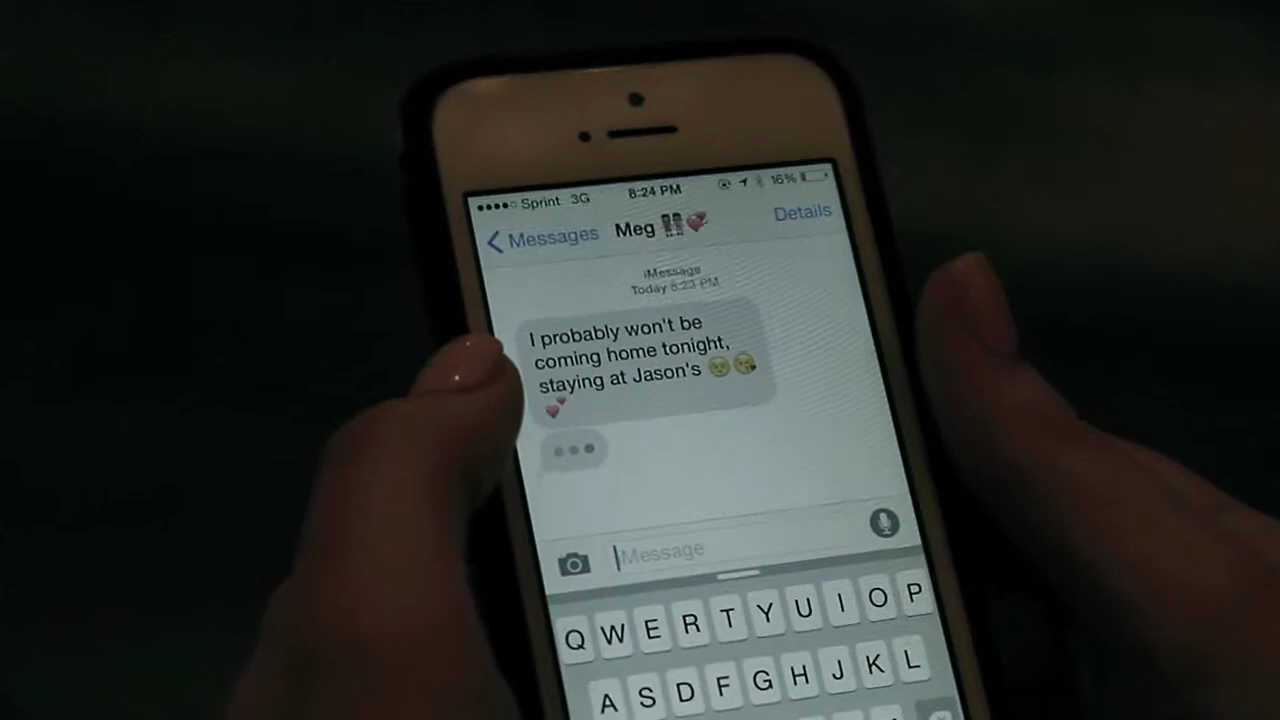 Sprint 3G 8:24 PM 16%
Messages Meg Details
iMessage
Today 8:23 PM
I probably won't be
coming home tonight,
staying at Jason's
Message
Q W E R T Y U I O P
A S D F G H J K L